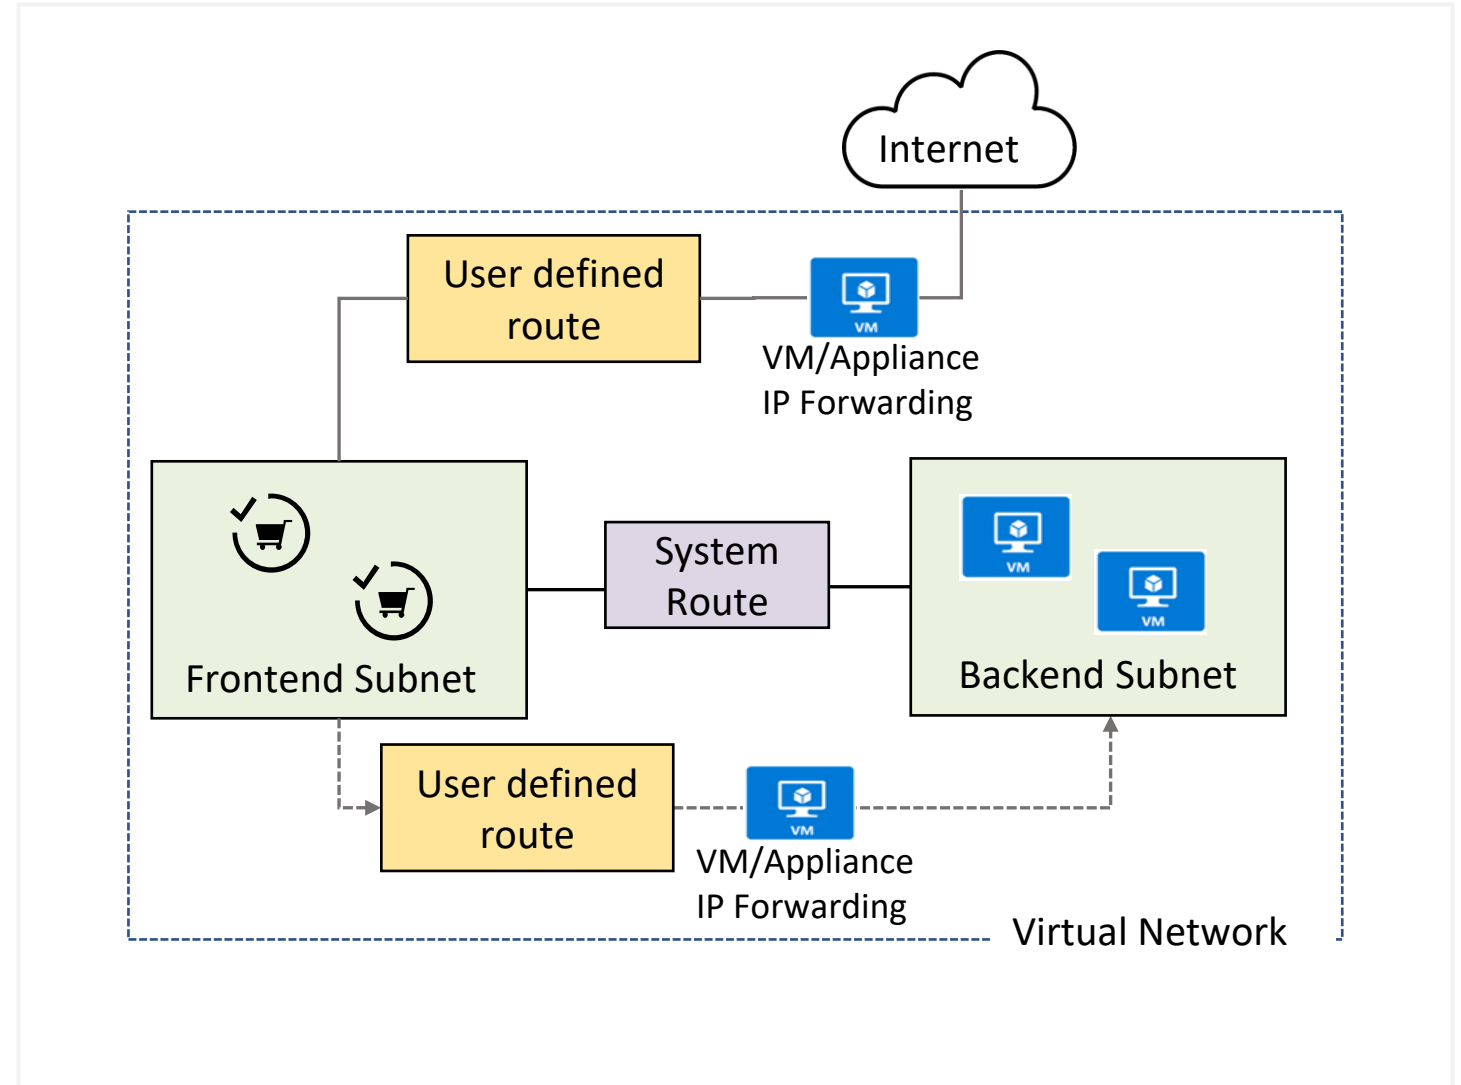 Internet
User defined
route
VM
VM/Appliance
IP Forwarding
System
Route
VM
VM
Frontend Subnet
Backend Subnet
User defined
route
VM
VM/Appliance
IP Forwarding
Virtual Network